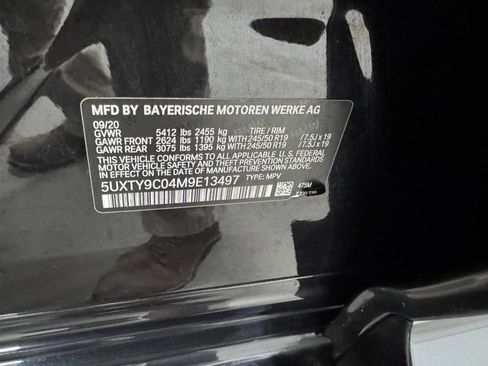 MFD BY BAYERISCHE MOTOREN WERKE AG
09/20
GVWR 5412 lbs 2455 kg TIRE / RIM
GAWR FRONT 2624 lbs 1190 kg WITH 245/50 R19 /7.5J x 19
GAWR REAR 3075 lbs 1395 kg WITH 245/50 R19 /7.5J x 19
THIS VEHICLE CONFORMS TO ALL APPLICABLE U.S. FEDERAL
MOTOR VEHICLE SAFETY, BUMPER, AND THEFT PREVENTION
STANDARDS IN EFFECT ON THE DATE OF MANUFACTURE SHOWN ABOVE.
5UXTY9C04M9E13497 TYPE: MPV
475M